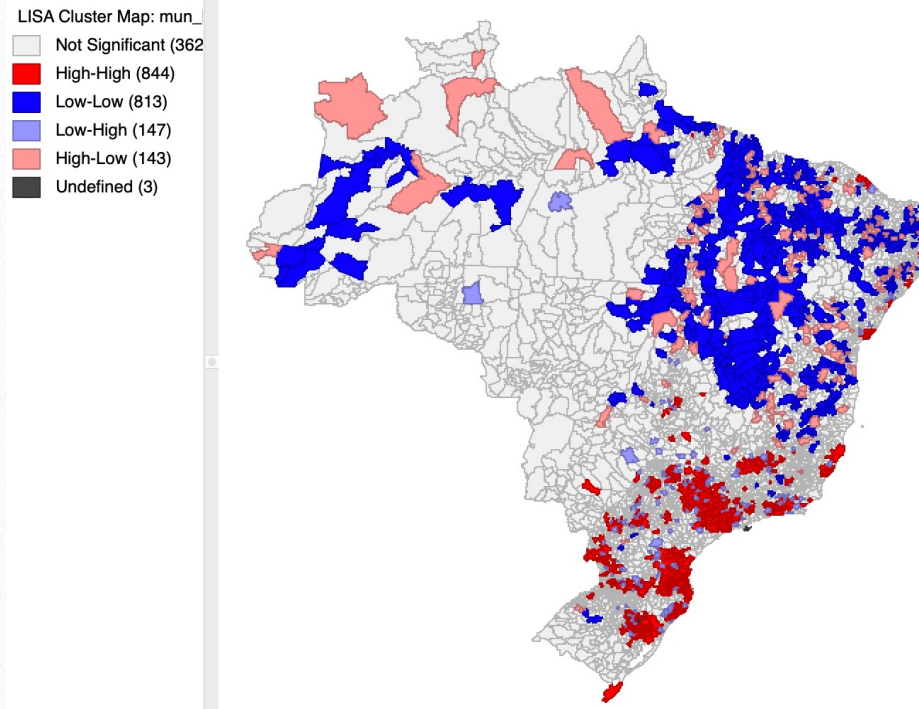 LISA Cluster Map: mun_
Not Significant (362
High-High (844)
Low-Low (813)
Low-High (147)
High-Low (143)
Undefined (3)